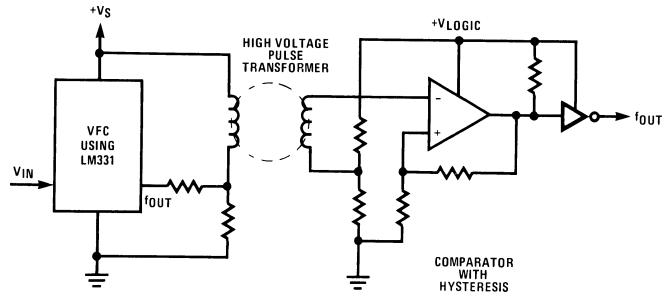 +VS
HIGH VOLTAGE
PULSE
TRANSFORMER
+VLOGIC
VFC
USING
LM331
VIN
fOUT
−
+
fOUT
COMPARATOR
WITH
HYSTERESIS